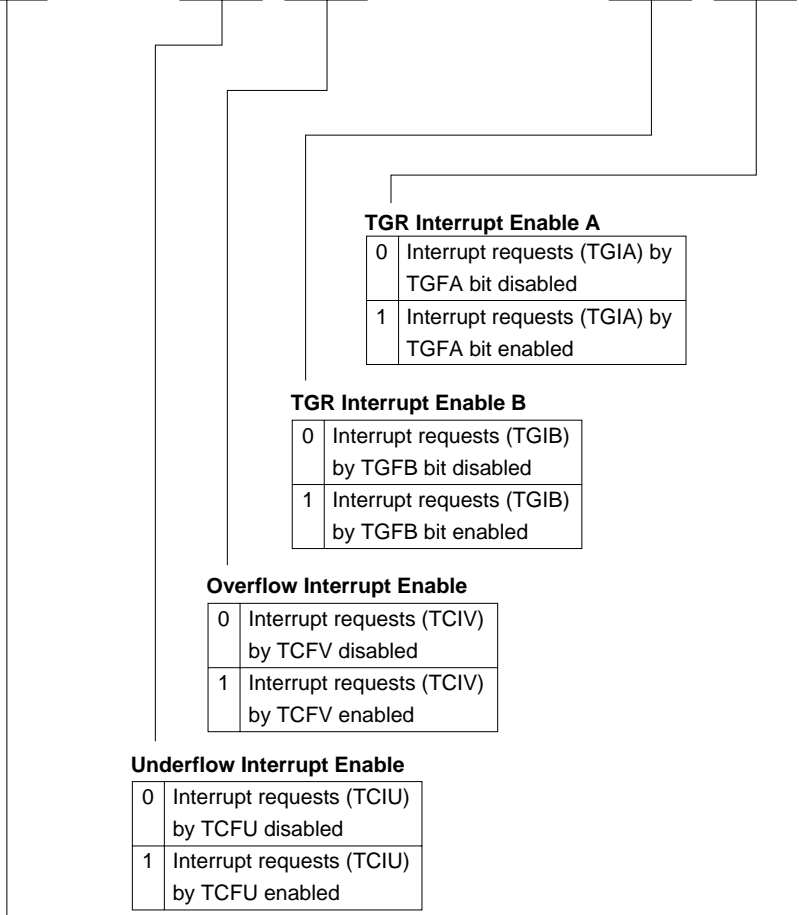 TGR Interrupt Enable A
0 Interrupt requests (TGIA) by
TGFA bit disabled
1 Interrupt requests (TGIA) by
TGFA bit enabled
TGR Interrupt Enable B
0 Interrupt requests (TGIB)
by TGFB bit disabled
1 Interrupt requests (TGIB)
by TGFB bit enabled
Overflow Interrupt Enable
0 Interrupt requests (TCIV)
by TCFV disabled
1 Interrupt requests (TCIV)
by TCFV enabled
Underflow Interrupt Enable
0 Interrupt requests (TCIU)
by TCFU disabled
1 Interrupt requests (TCIU)
by TCFU enabled